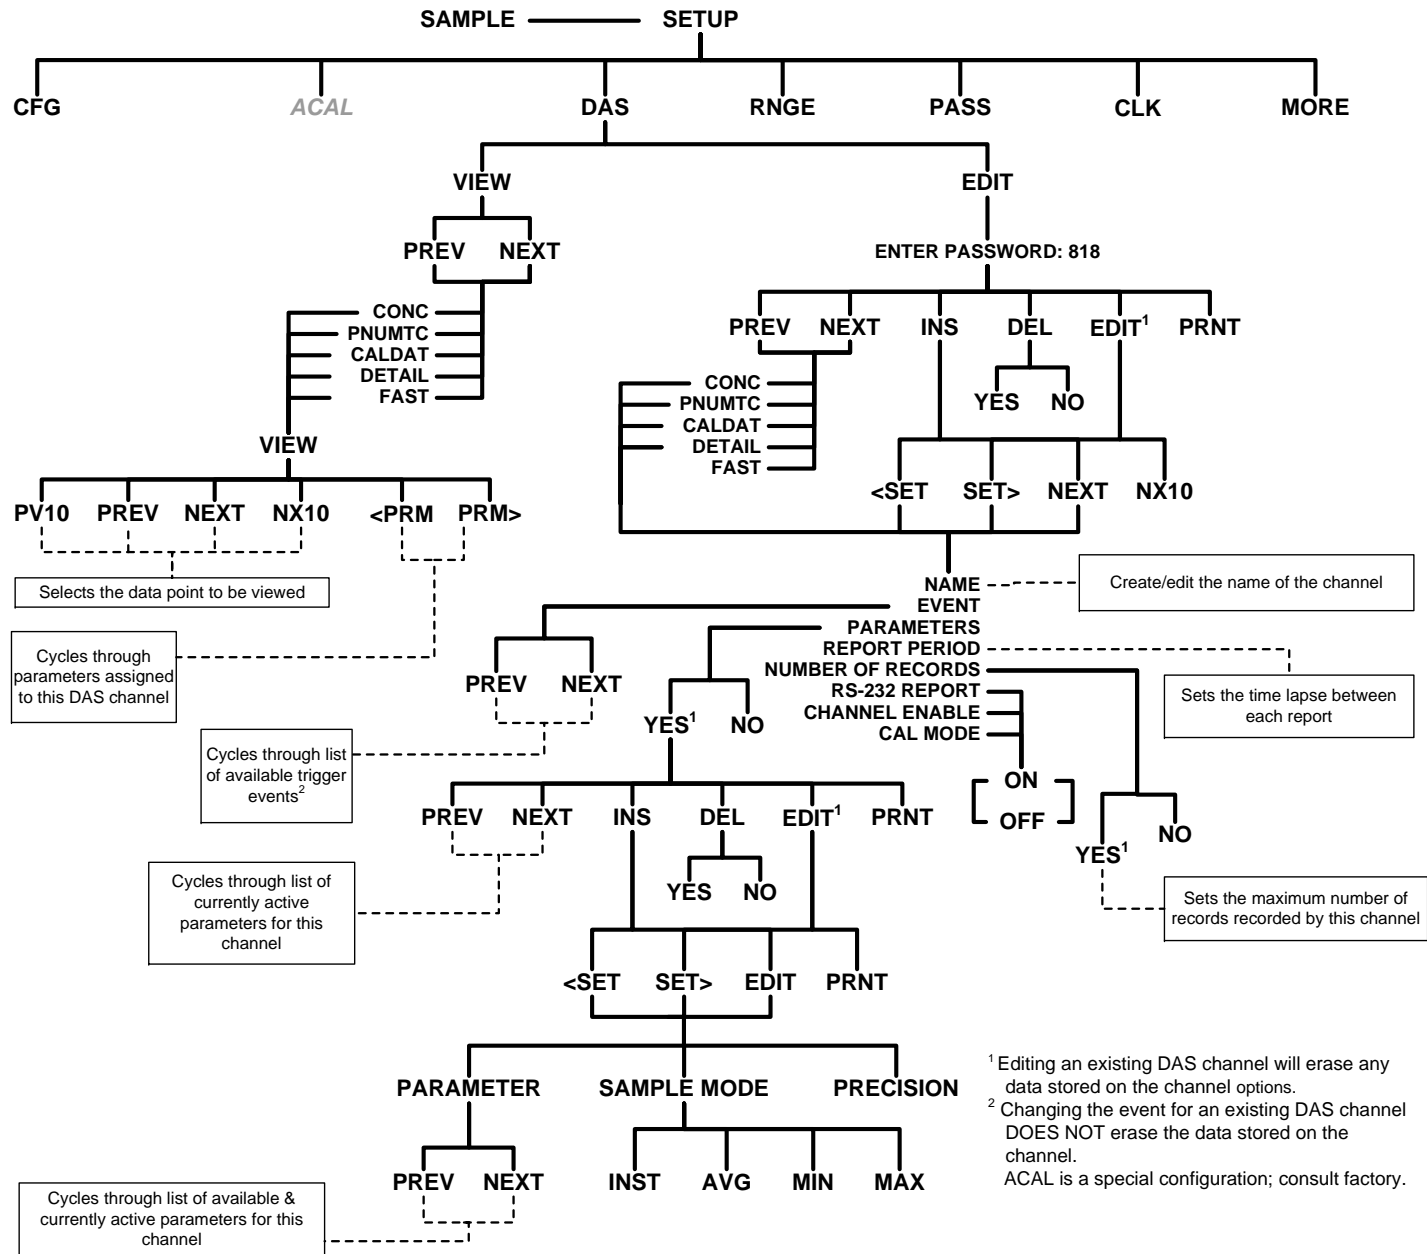 SAMPLE SETUP
CFG ACAL DAS RNGE PASS CLK MORE
VIEW EDIT
PREV NEXT
ENTER PASSWORD: 818
CONC
PNUMTC
CALDAT
DETAIL
FAST
VIEW
PV10 PREV NEXT NX10 <PRM PRM>
Selects the data point to be viewed
Cycles through
parameters assigned
to this DAS channel
PREV NEXT INS DEL EDIT1 PRNT
YES NO
CONC
PNUMTC
CALDAT
DETAIL
FAST
<SET SET> NEXT NX10
NAME
EVENT
PARAMETERS
REPORT PERIOD
NUMBER OF RECORDS
RS-232 REPORT
CHANNEL ENABLE
CAL MODE
Create/edit the name of the channel
Sets the time lapse between
each report
PREV NEXT
Cycles through list
of available trigger
events2
YES1 NO
ON
OFF
YES1 NO
Sets the maximum number of
records recorded by this channel
PREV NEXT INS DEL EDIT1 PRNT
YES NO
Cycles through list of
currently active
parameters for this
channel
<SET SET> EDIT PRNT
PARAMETER SAMPLE MODE PRECISION
PREV NEXT INST AVG MIN MAX
Cycles through list of available &
currently active parameters for this
channel
1 Editing an existing DAS channel will erase any
data stored on the channel options.
2 Changing the event for an existing DAS channel
DOES NOT erase the data stored on the
channel.
ACAL is a special configuration; consult factory.